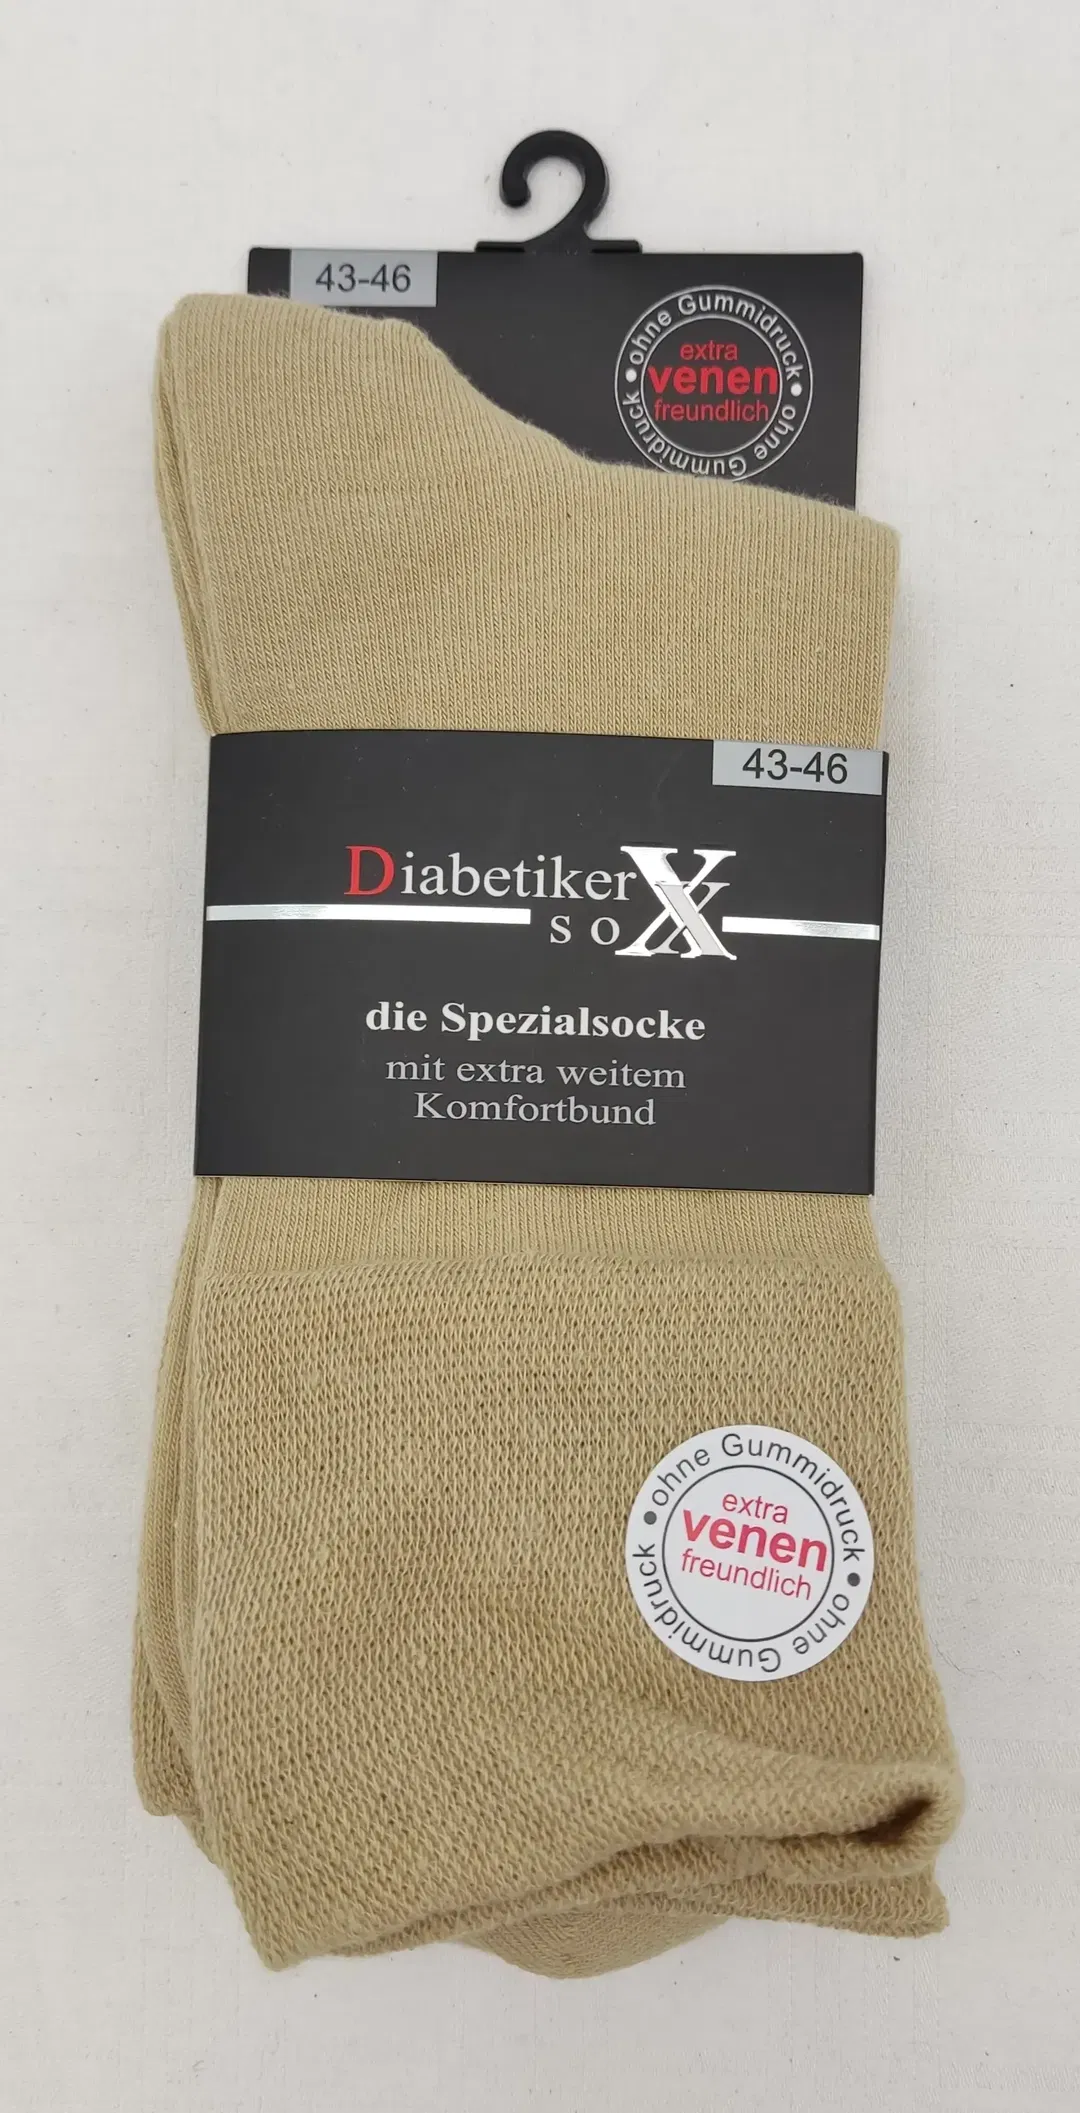 43-46
ohne Gummidruck • ohne Gummidruck •
extra
venen
freundlich
43-46
Diabetiker
soXX
die Spezialsocke
mit extra weitem
Komfortbund
ohne Gummidruck • ohne Gummidruck •
extra
venen
freundlich